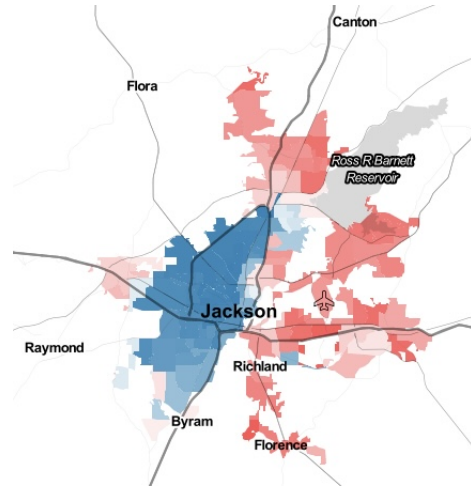 Canton
Flora
Ross R Barnett
Reservoir
Jackson
Raymond
Richland
Byram
Florence